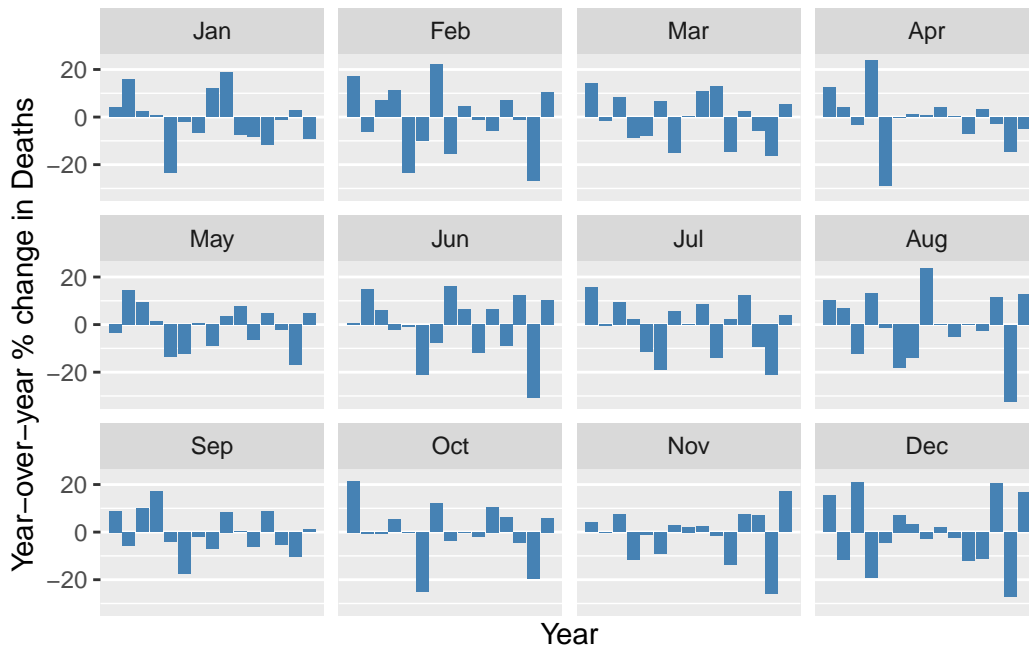 Year−over−year % change in Deaths
Jan
Feb
Mar
Apr
20
0
−20
May
Jun
Jul
Aug
20
0
−20
Sep
Oct
Nov
Dec
20
0
−20
Year